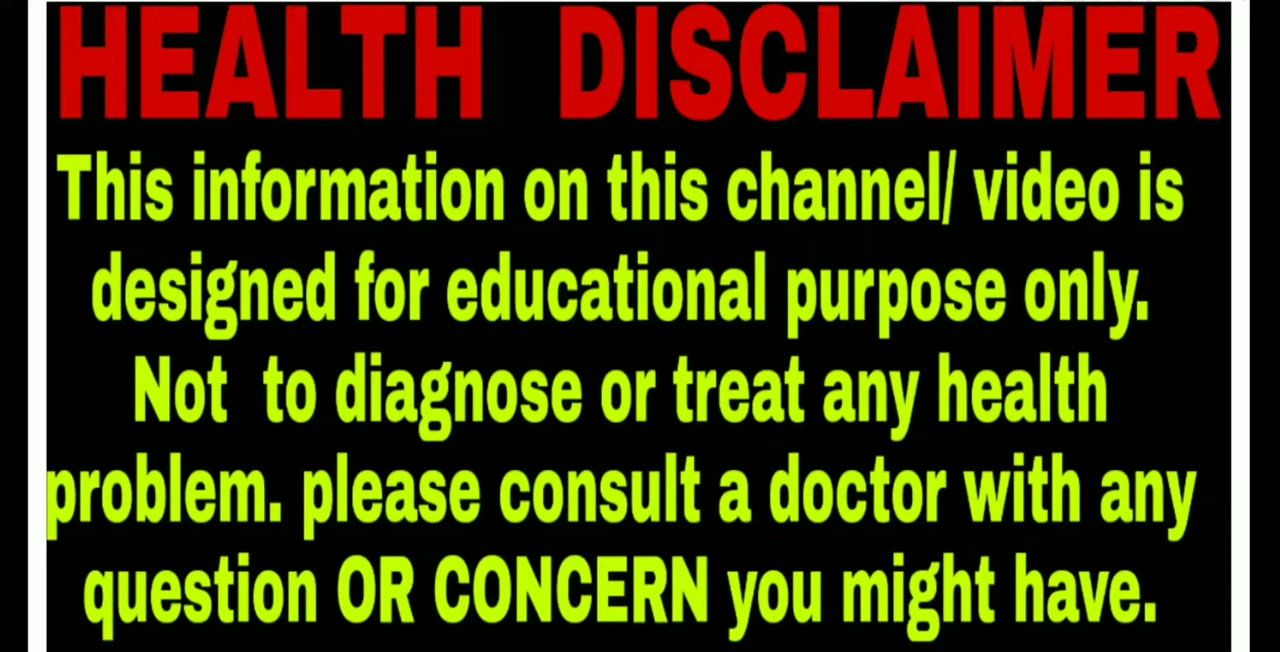 HEALTH DISCLAIMER
This information on this channel/ video is
designed for educational purpose only.
Not to diagnose or treat any health
problem. please consult a doctor with any
question OR CONCERN you might have.